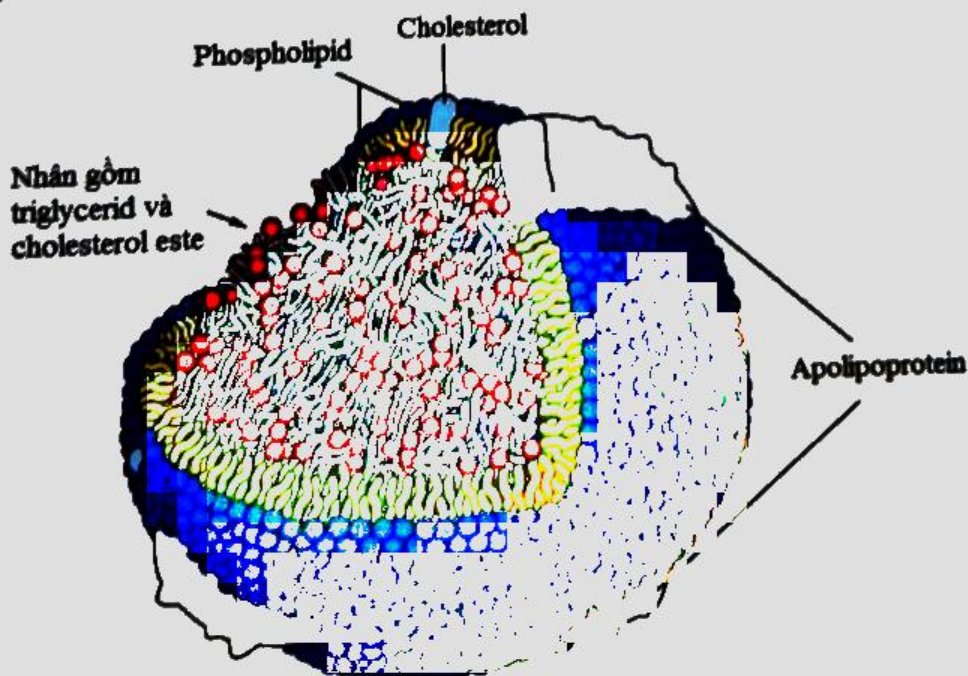 Cholesterol
Phospholipid
Nhân gồm
triglycerid và
cholesterol este
Apolipoprotein